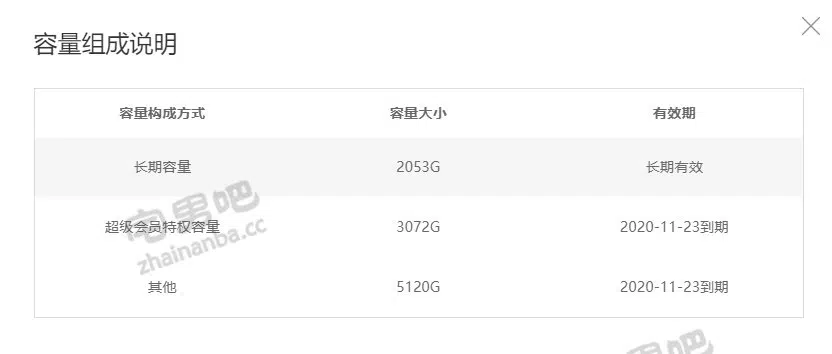 容量组成说明
容量构成方式 容量大小 有效期
长期容量 2053G 长期有效
超级会员特权容量 3072G 2020-11-23到期
其他 5120G 2020-11-23到期
宅男吧
zhainanba.cc
宅男吧